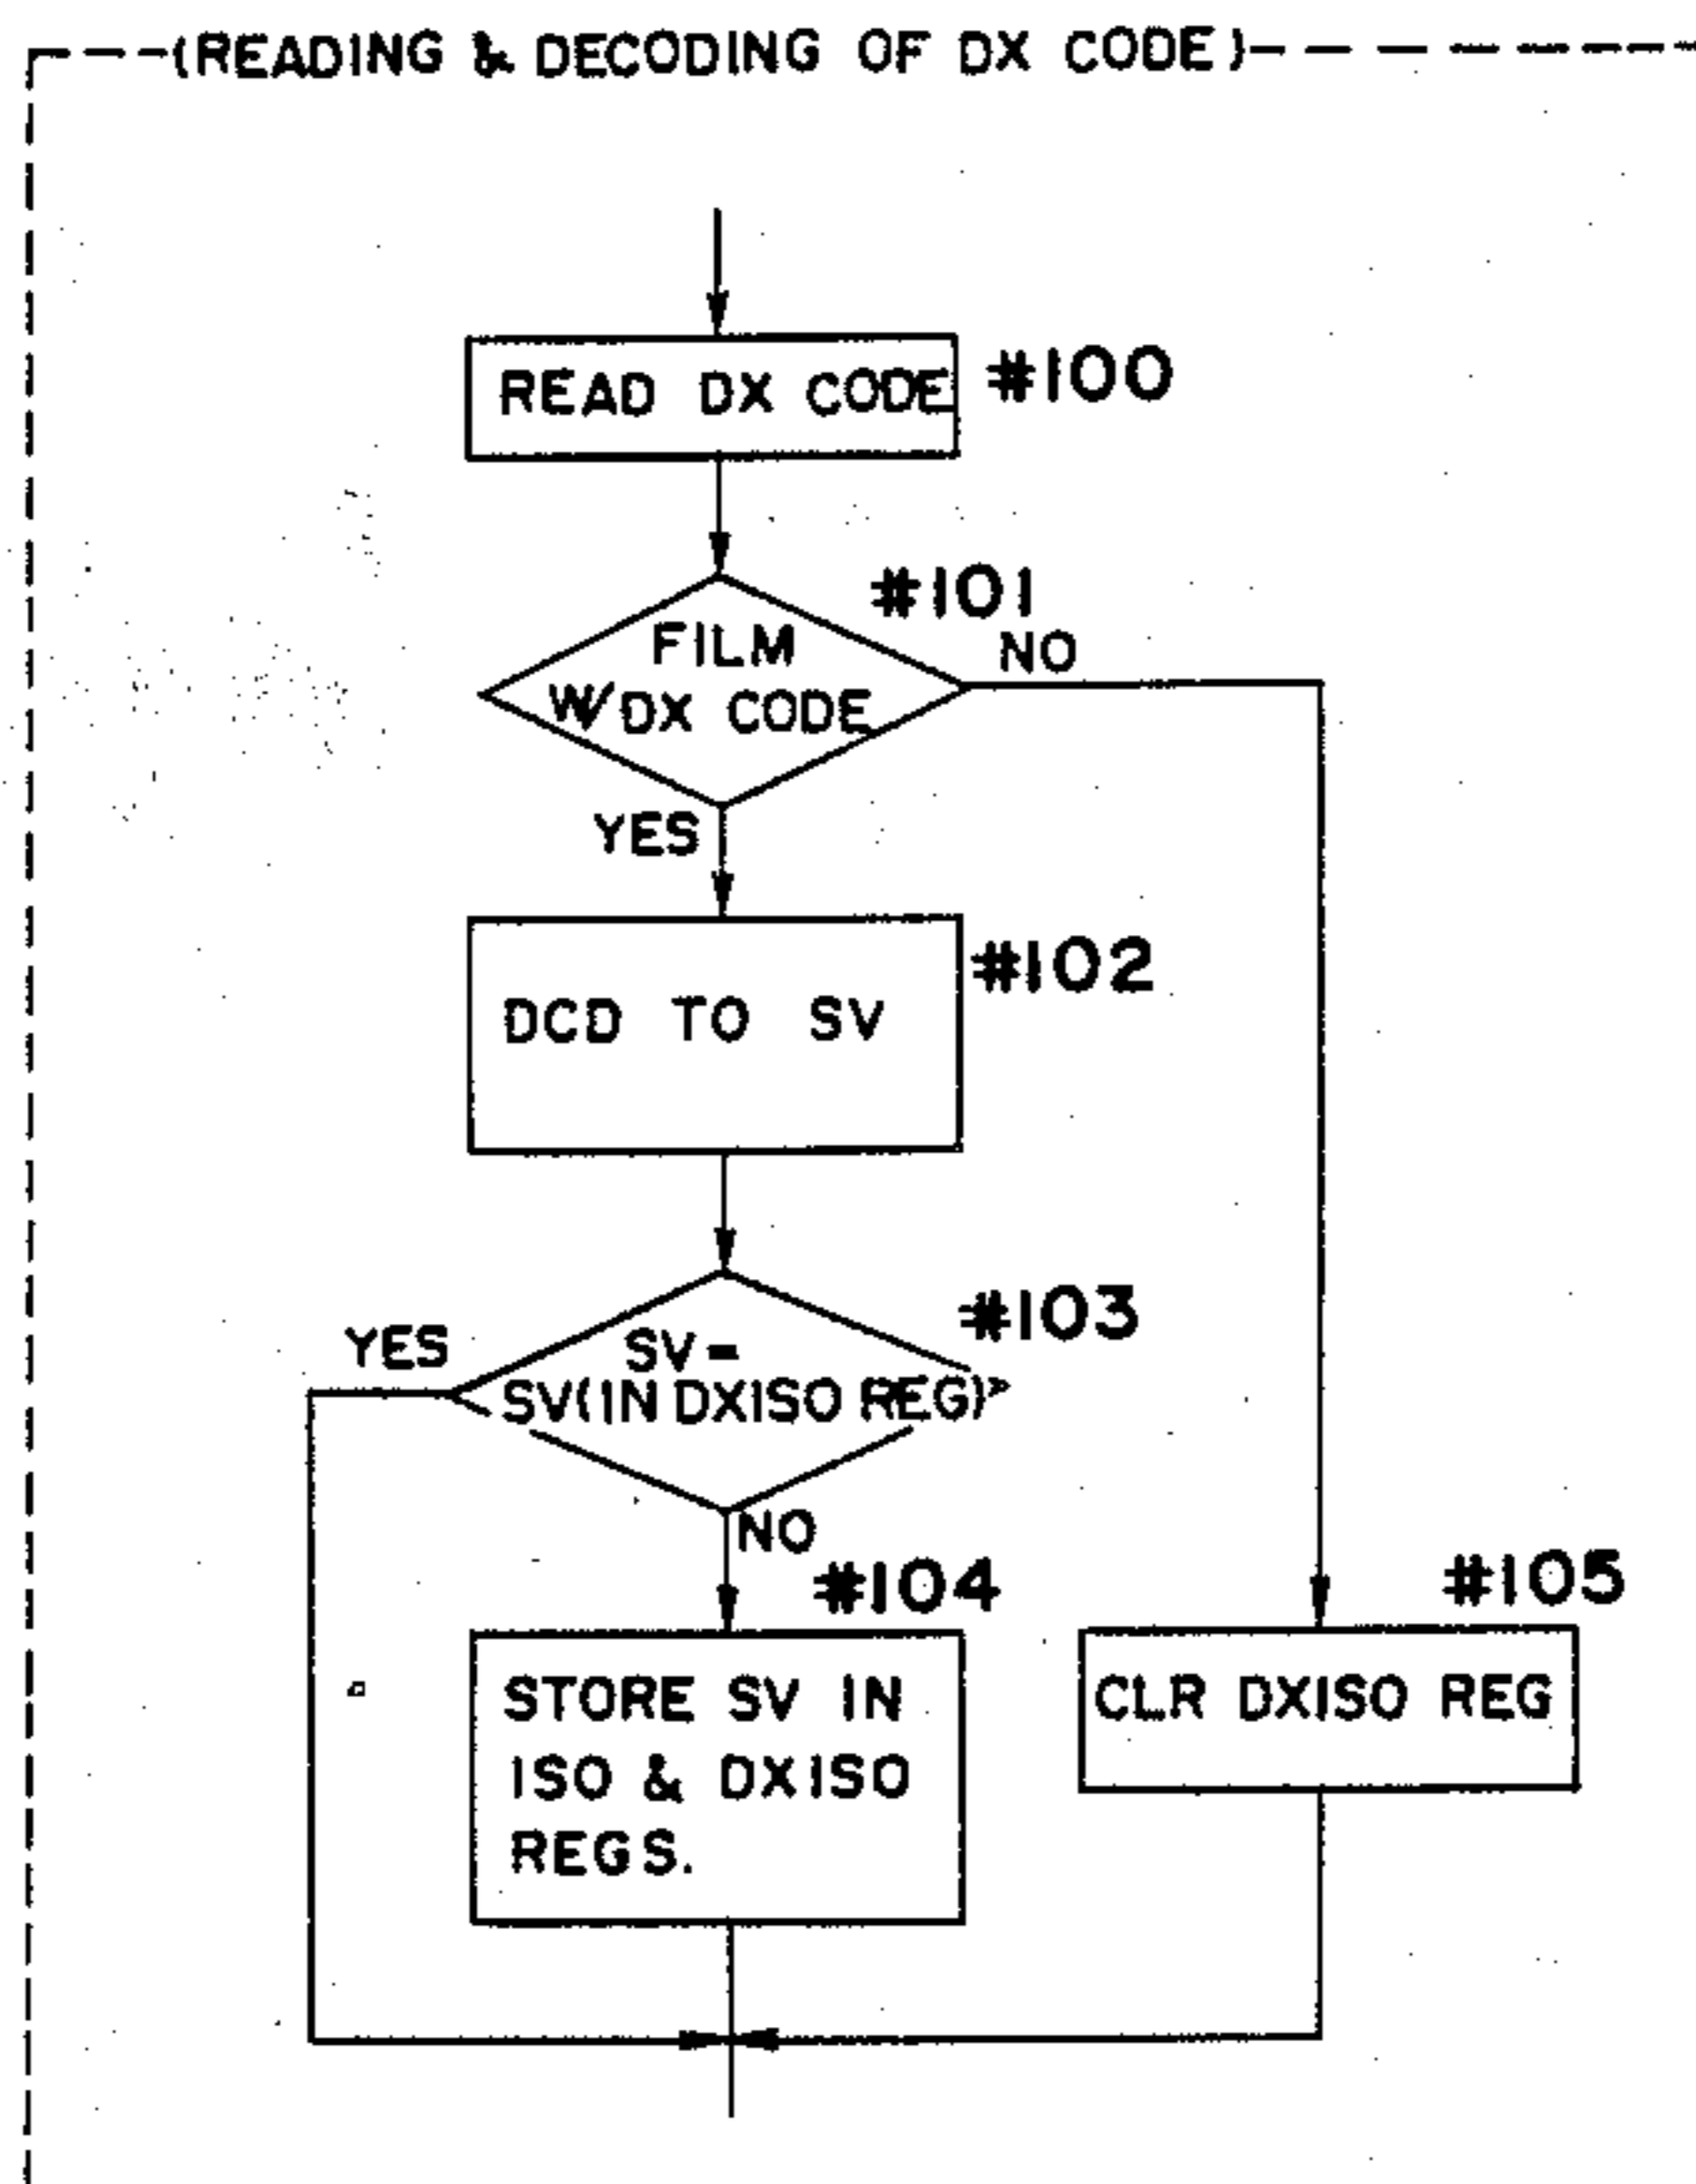 (READING & DECODING OF DX CODE)
READ DX CODE
#100
#101
FILM
W/DX CODE
NO
YES
#102
DCD TO SV
#103
YES
SV=
SV(IN DXISO REG)
NO
#104
#105
STORE SV IN
ISO & DXISO
REGS.
CLR DXISO REG